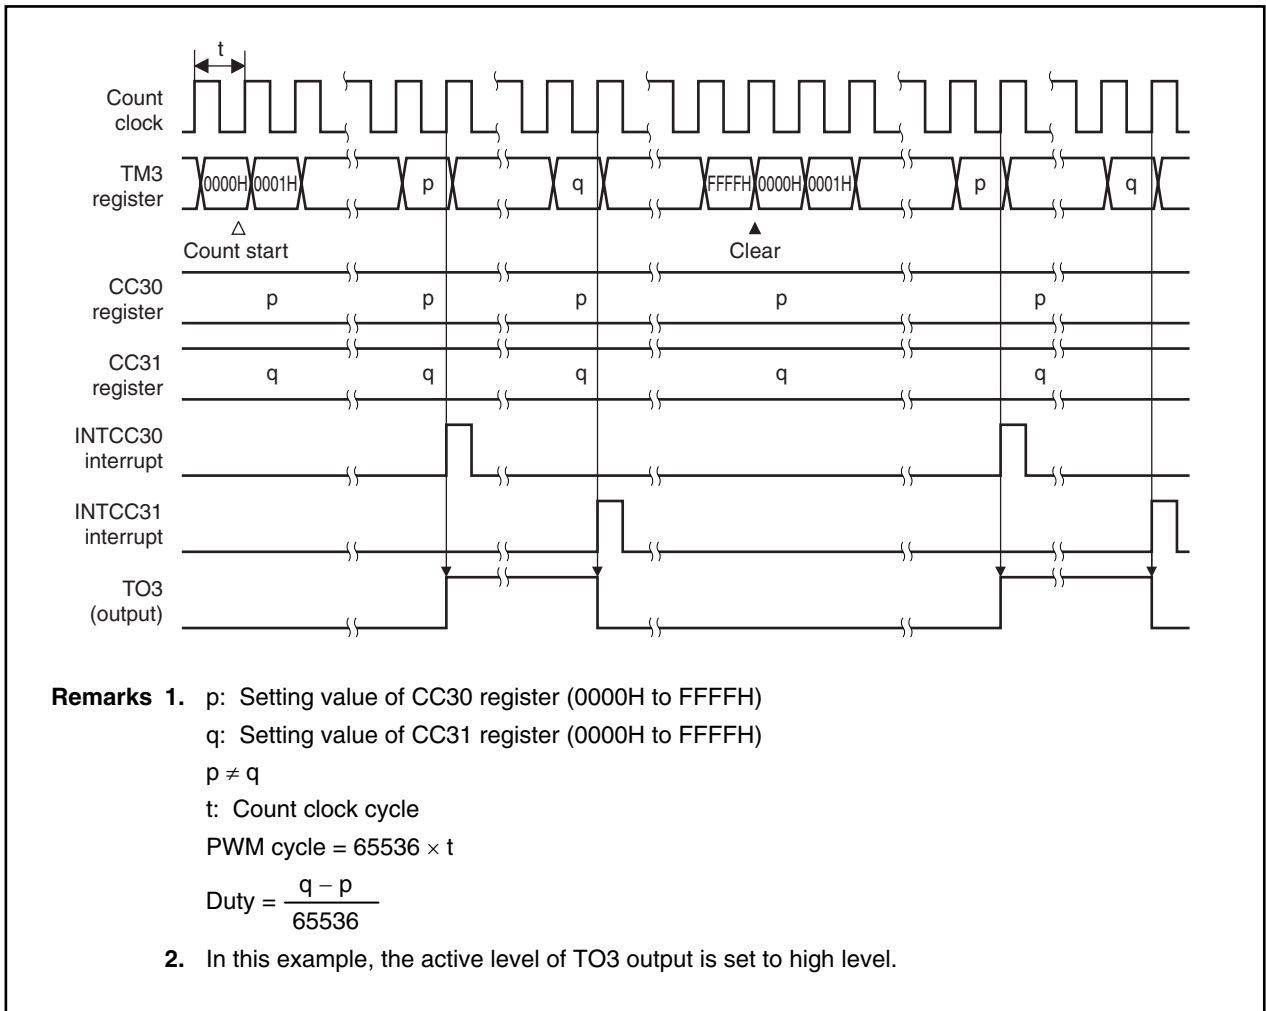 t
Count
clock
TM3
register
0000H 0001H p q FFFFH 0000H 0001H p q
△ ▲
Count start Clear
CC30
register
p p p p p
CC31
register
q q q q q
INTCC30
interrupt
INTCC31
interrupt
TO3
(output)
Remarks 1. p: Setting value of CC30 register (0000H to FFFFH)
q: Setting value of CC31 register (0000H to FFFFH)
p ≠ q
t: Count clock cycle
PWM cycle = 65536 × t
Duty = q − p
65536
2. In this example, the active level of TO3 output is set to high level.